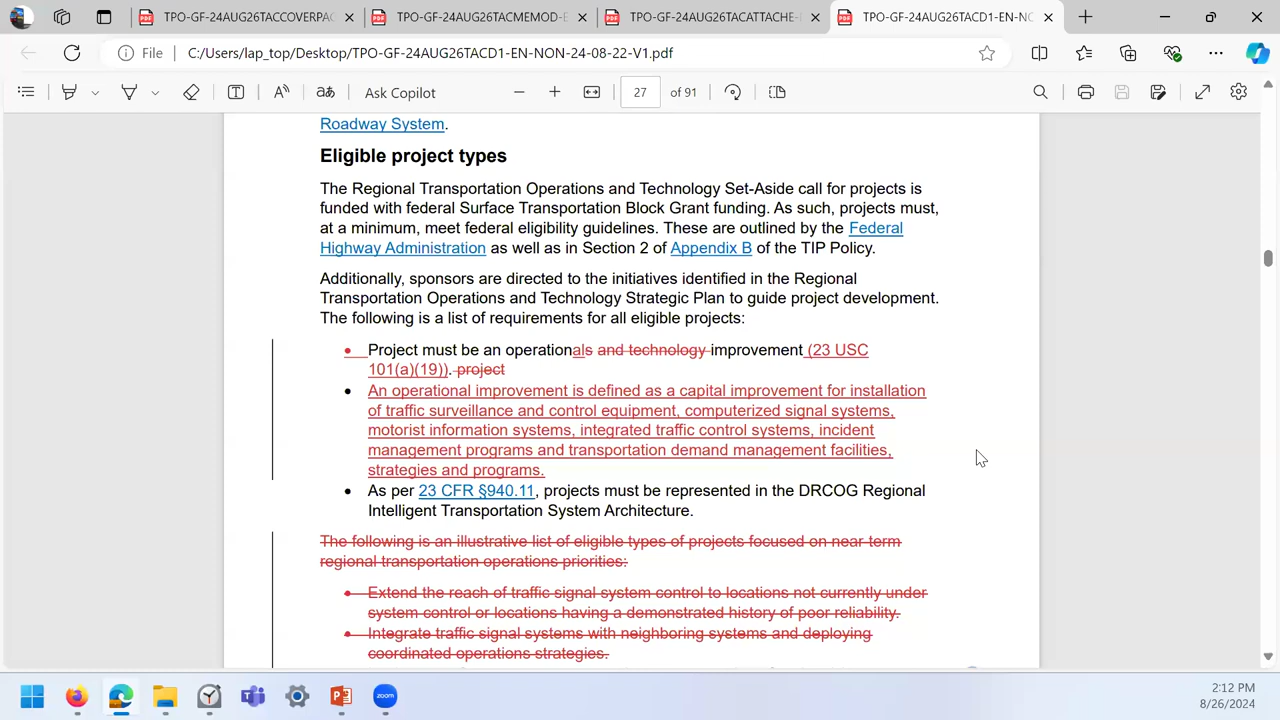 TPO-GF-24AUG26TACCOVERPAC
TPO-GF-24AUG26TACMEMOD-E
TPO-GF-24AUG26TACATTACHE-
TPO-GF-24AUG26TACD1-EN-NC
File
C:/Users/lap_top/Desktop/TPO-GF-24AUG26TACD1-EN-NON-24-08-22-V1.pdf
Ask Copilot
27 of 91
Roadway System.
Eligible project types
The Regional Transportation Operations and Technology Set-Aside call for projects is
funded with federal Surface Transportation Block Grant funding. As such, projects must,
at a minimum, meet federal eligibility guidelines. These are outlined by the Federal
Highway Administration as well as in Section 2 of Appendix B of the TIP Policy.
Additionally, sponsors are directed to the initiatives identified in the Regional
Transportation Operations and Technology Strategic Plan to guide project development.
The following is a list of requirements for all eligible projects:
• Project must be an operationals and technology improvement (23 USC
101(a)(19)). project
• An operational improvement is defined as a capital improvement for installation
of traffic surveillance and control equipment, computerized signal systems,
motorist information systems, integrated traffic control systems, incident
management programs and transportation demand management facilities,
strategies and programs.
• As per 23 CFR §940.11, projects must be represented in the DRCOG Regional
Intelligent Transportation System Architecture.
The following is an illustrative list of eligible types of projects focused on near term
regional transportation operations priorities:
• Extend the reach of traffic signal system control to locations not currently under
system control or locations having a demonstrated history of poor reliability.
• Integrate traffic signal systems with neighboring systems and deploying
coordinated operations strategies.
zoom
2:12 PM
8/26/2024